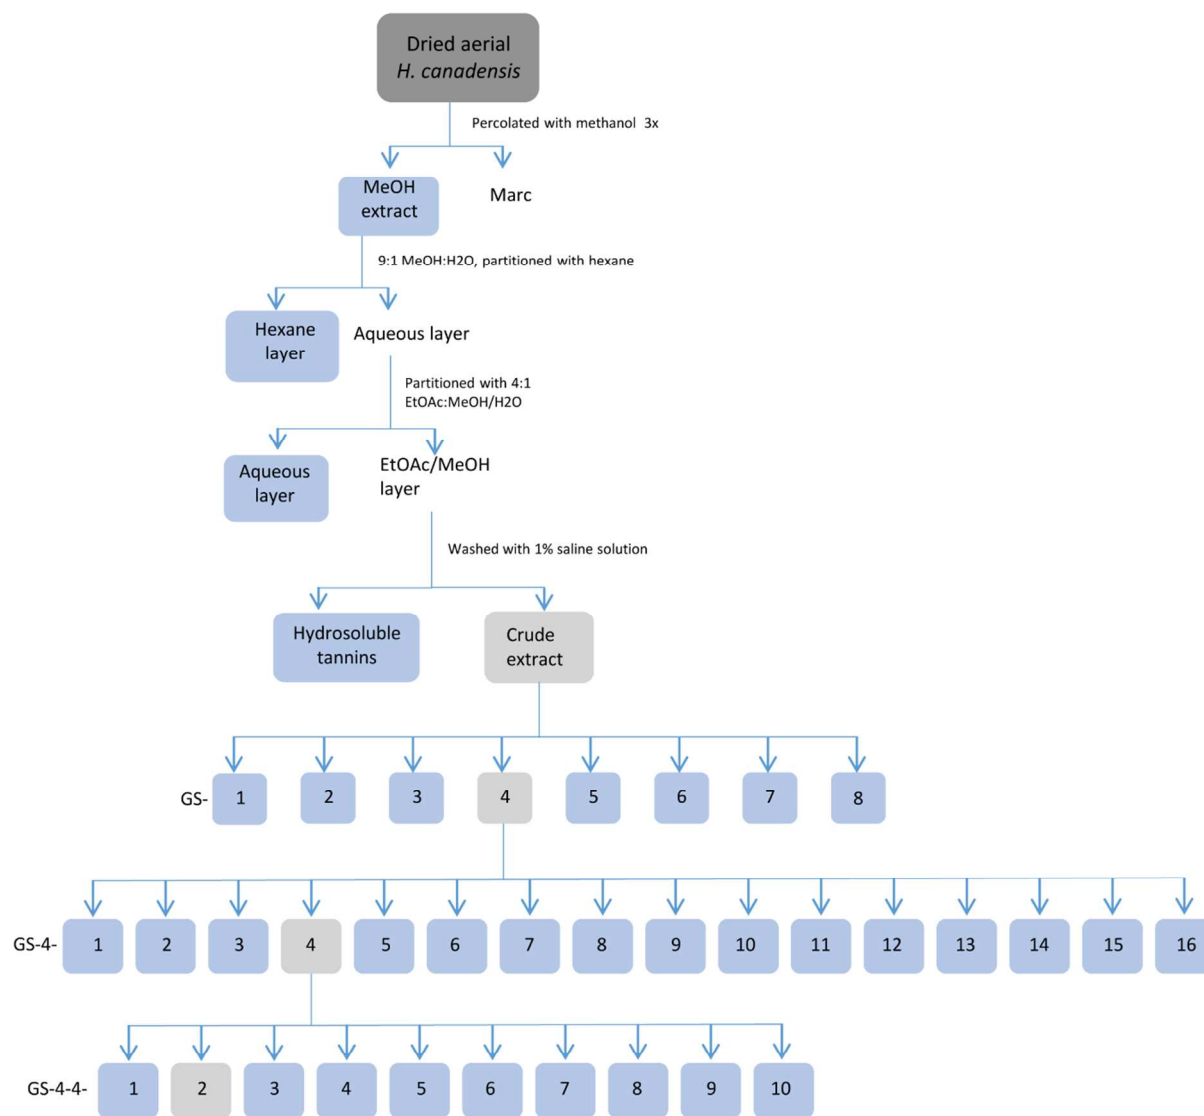 Dried aerial
H. canadensis
Percolated with methanol 3x
MeOH
extract
Marc
9:1 MeOH:H2O, partitioned with hexane
Hexane
layer
Aqueous layer
Partitioned with 4:1
EtOAc:MeOH/H2O
Aqueous
layer
EtOAc/MeOH
layer
Washed with 1% saline solution
Hydrosoluble
tannins
Crude
extract
GS- 1 2 3 4 5 6 7 8
GS-4- 1 2 3 4 5 6 7 8 9 10 11 12 13 14 15 16
GS-4-4- 1 2 3 4 5 6 7 8 9 10